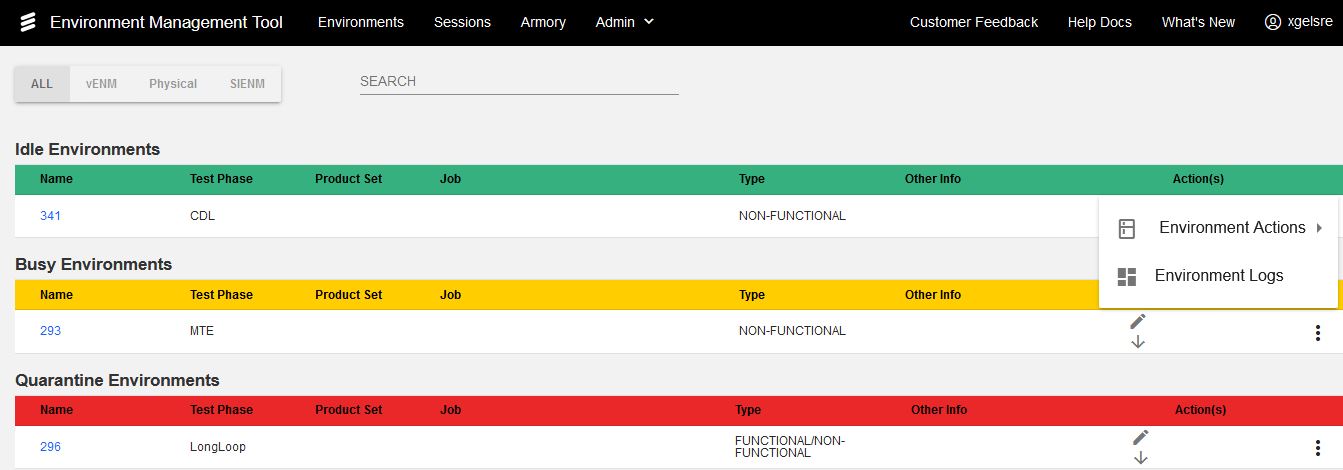 Environment Management Tool Environments Sessions Armory Admin Customer Feedback Help Docs What's New xgelsre
ALL vENM Physical SIENM SEARCH
Idle Environments
Name Test Phase Product Set Job Type Other Info Action(s)
341 CDL NON-FUNCTIONAL
Environment Actions
Environment Logs
Busy Environments
Name Test Phase Product Set Job Type Other Info
293 MTE NON-FUNCTIONAL
Quarantine Environments
Name Test Phase Product Set Job Type Other Info Action(s)
296 LongLoop FUNCTIONAL/NON-
FUNCTIONAL